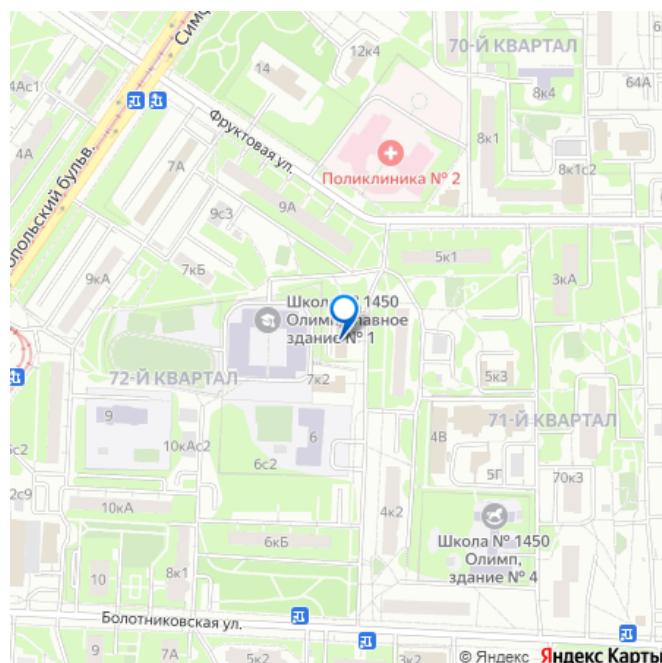 70-Й КВАРТАЛ
12к4
64А
4Ас1
14
8к4
Симф
Фруктовая ул.
8к1
4А
7А
Поликлиника № 2
8к1с2
польский бульв.
9с3
9А
5к1
7кБ
3кА
9кА
Школа № 1450
Олимп, главное
здание № 1
72-Й КВАРТАЛ
7к2
5к3
9
71-Й КВАРТАЛ
6
4В
10кАс2
6с2
5Г
70к3
2с9
10кА
4к2
Школа № 1450
Олимп,
здание № 4
6кБ
10
8к1
Болотниковская ул.
9
7А
5к2
3к2
© Яндекс Яндекс Карты